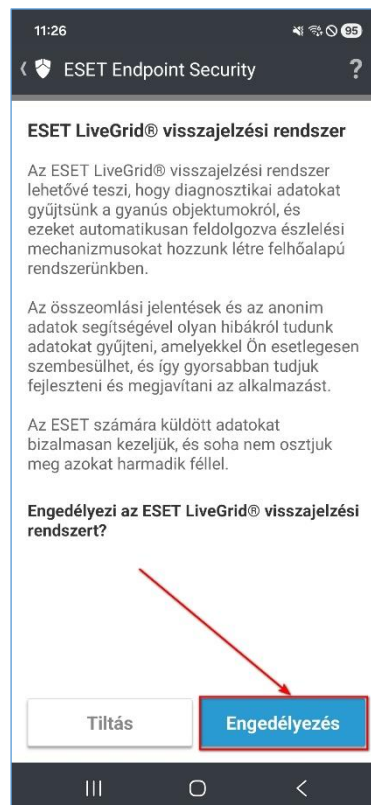 11:26
95
ESET Endpoint Security
?
ESET LiveGrid® visszajelzési rendszer
Az ESET LiveGrid® visszajelzési rendszer
lehetővé teszi, hogy diagnosztikai adatokat
gyűjtsünk a gyanús objektumokról, és
ezeket automatikusan feldolgozva észlelési
mechanizmusokat hozzunk létre felhőalapú
rendszerünkben.
Az összeomlási jelentések és az anonim
adatok segítségével olyan hibákról tudunk
adatokat gyűjteni, amelyekkel Ön esetlegesen
szembesülhet, és így gyorsabban tudjuk
fejleszteni és megjavítani az alkalmazást.
Az ESET számára küldött adatokat
bizalmasan kezeljük, és soha nem osztjuk
meg azokat harmadik féllel.
Engedélyezi az ESET LiveGrid® visszajelzési
rendszert?
Tiltás
Engedélyezés